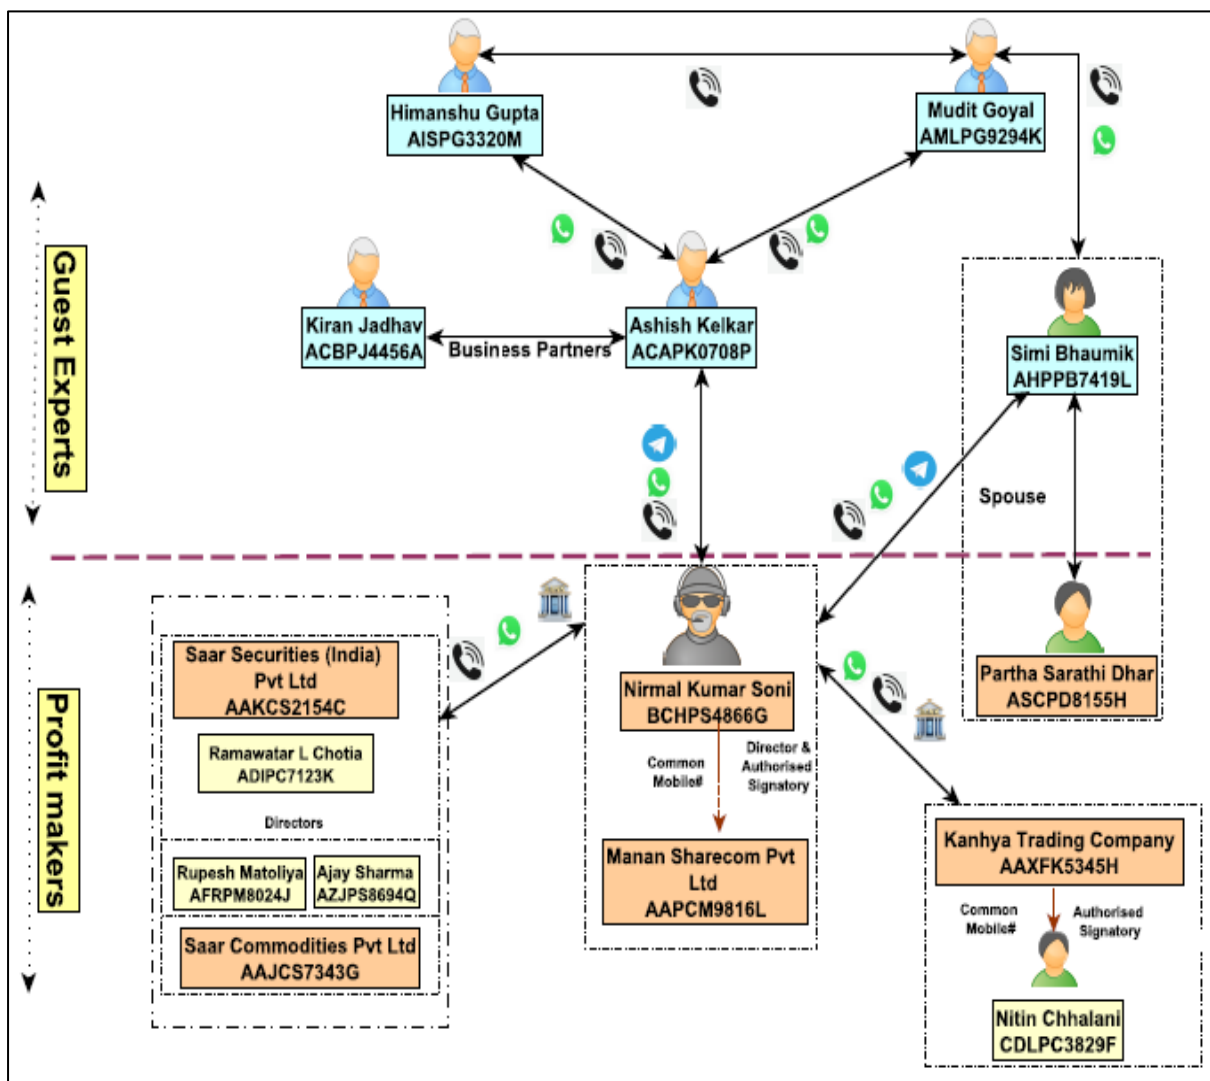 Himanshu Gupta
AISPG3320M
Mudit Goyal
AMLPG9294K
Guest Experts
Kiran Jadhav
ACBPJ4456A
Business Partners
Ashish Kelkar
ACAPK0708P
Simi Bhaumik
AHPPB7419L
Spouse
Partha Sarathi Dhar
ASCPD8155H
Profit makers
Saar Securities (India)
Pvt Ltd
AAKCS2154C
Ramawatar L Chotia
ADIPC7123K
Directors
Rupesh Matoliya
AFRPM8024J
Ajay Sharma
AZJPS8694Q
Saar Commodities Pvt Ltd
AAJCS7343G
Nirmal Kumar Soni
BCHPS4866G
Common
Mobile#
Director &
Authorised
Signatory
Manan Sharecom Pvt
Ltd
AAPCM9816L
Kanhya Trading Company
AAXFK5345H
Common
Mobile#
Authorised
Signatory
Nitin Chhalani
CDLPC3829F